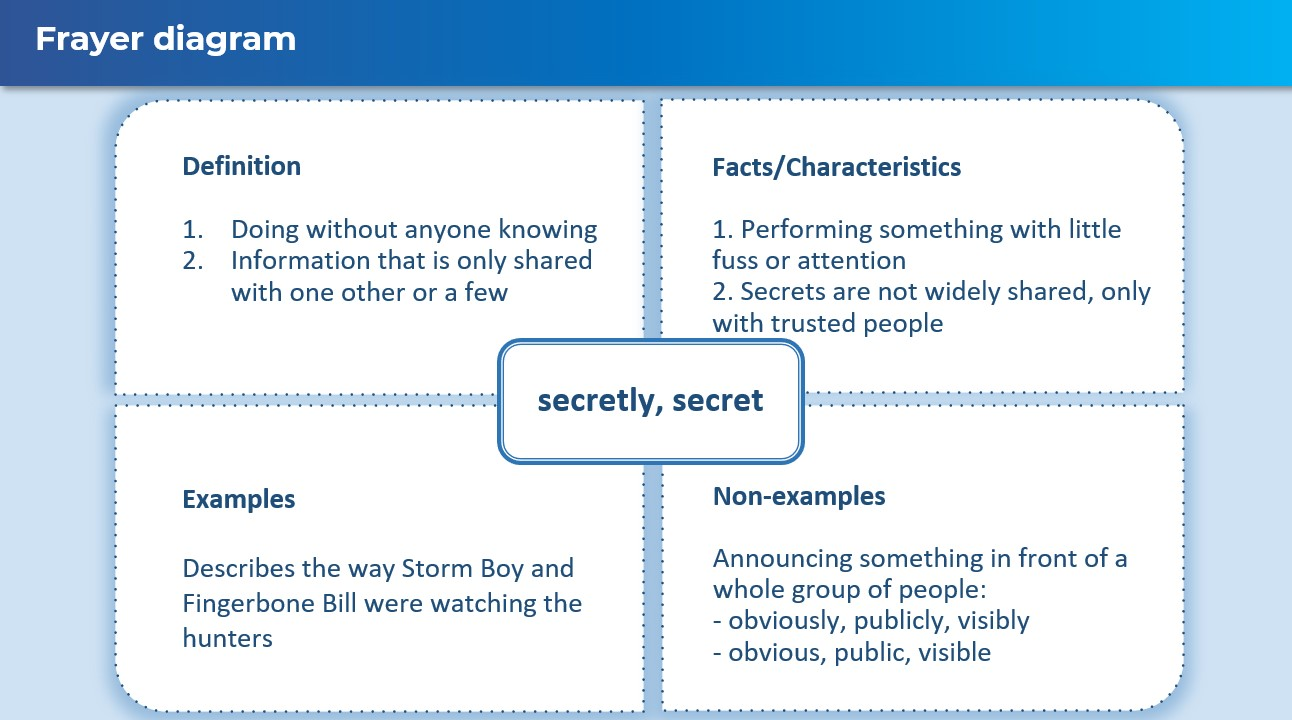 Frayer diagram
Definition
1. Doing without anyone knowing
2. Information that is only shared
with one other or a few
Facts/Characteristics
1. Performing something with little
fuss or attention
2. Secrets are not widely shared, only
with trusted people
secretly, secret
Examples
Describes the way Storm Boy and
Fingerbone Bill were watching the
hunters
Non-examples
Announcing something in front of a
whole group of people:
- obviously, publicly, visibly
- obvious, public, visible